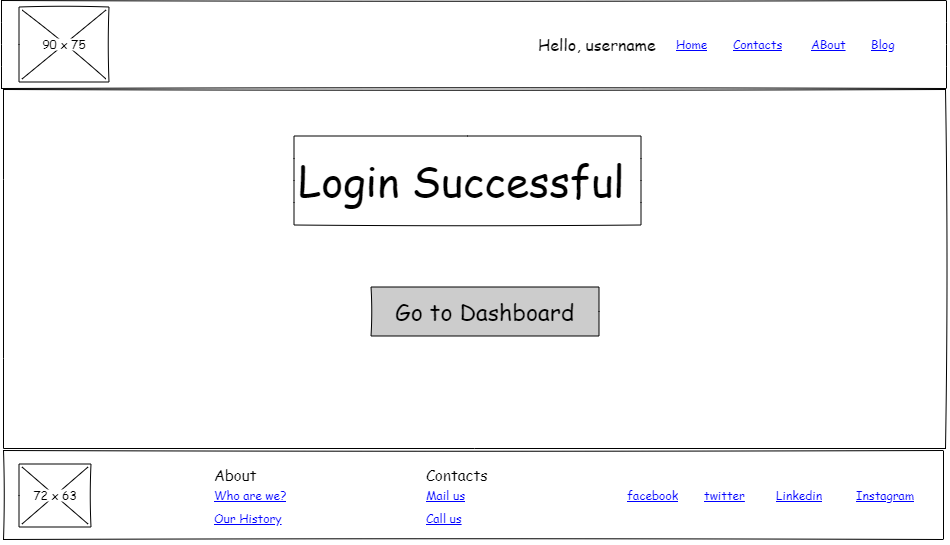 90 x 75
Hello, username Home Contacts ABout Blog
Login Successful
Go to Dashboard
72 x 63
About
Who are we?
Our History
Contacts
Mail us
Call us
facebook twitter Linkedin Instagram